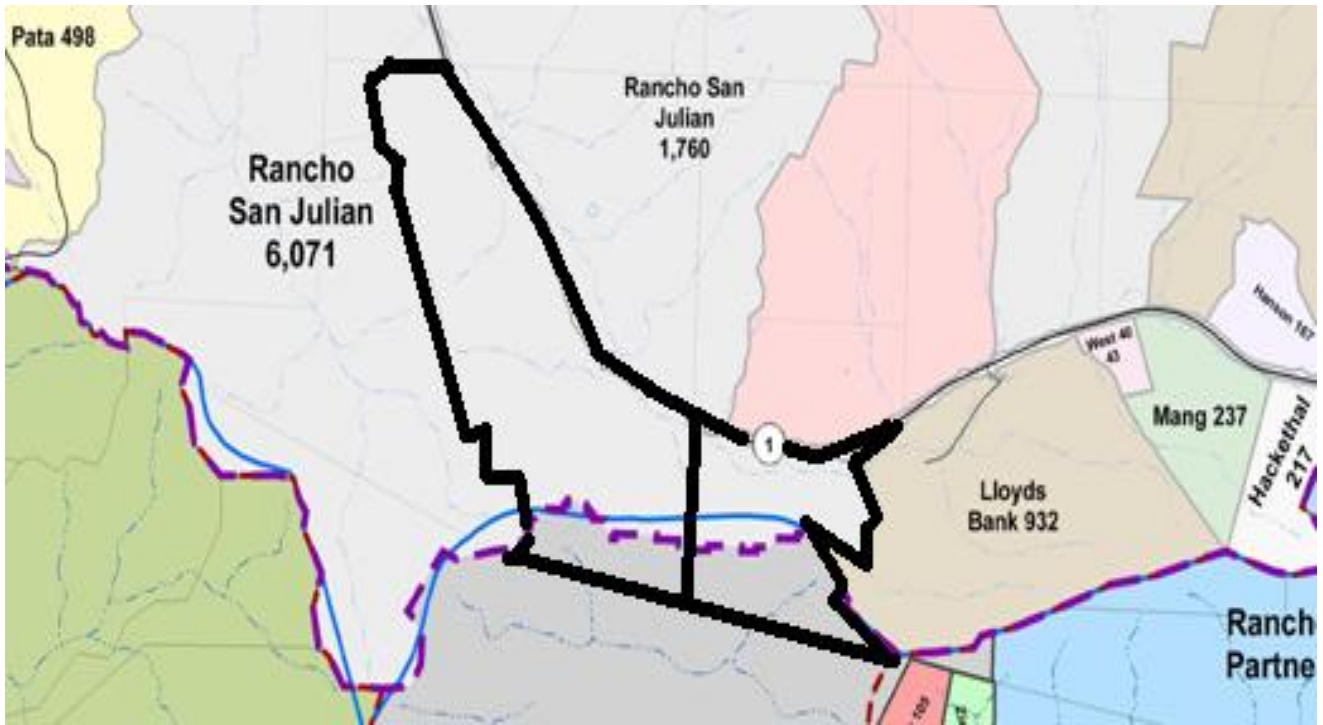 Pata 498
Rancho San
Julian
1,760
Rancho
San Julian
6,071
Hanson 167
West 40
43
Mang 237
Hackethal
217
1
Lloyds
Bank 932
Ranch
Partne
105